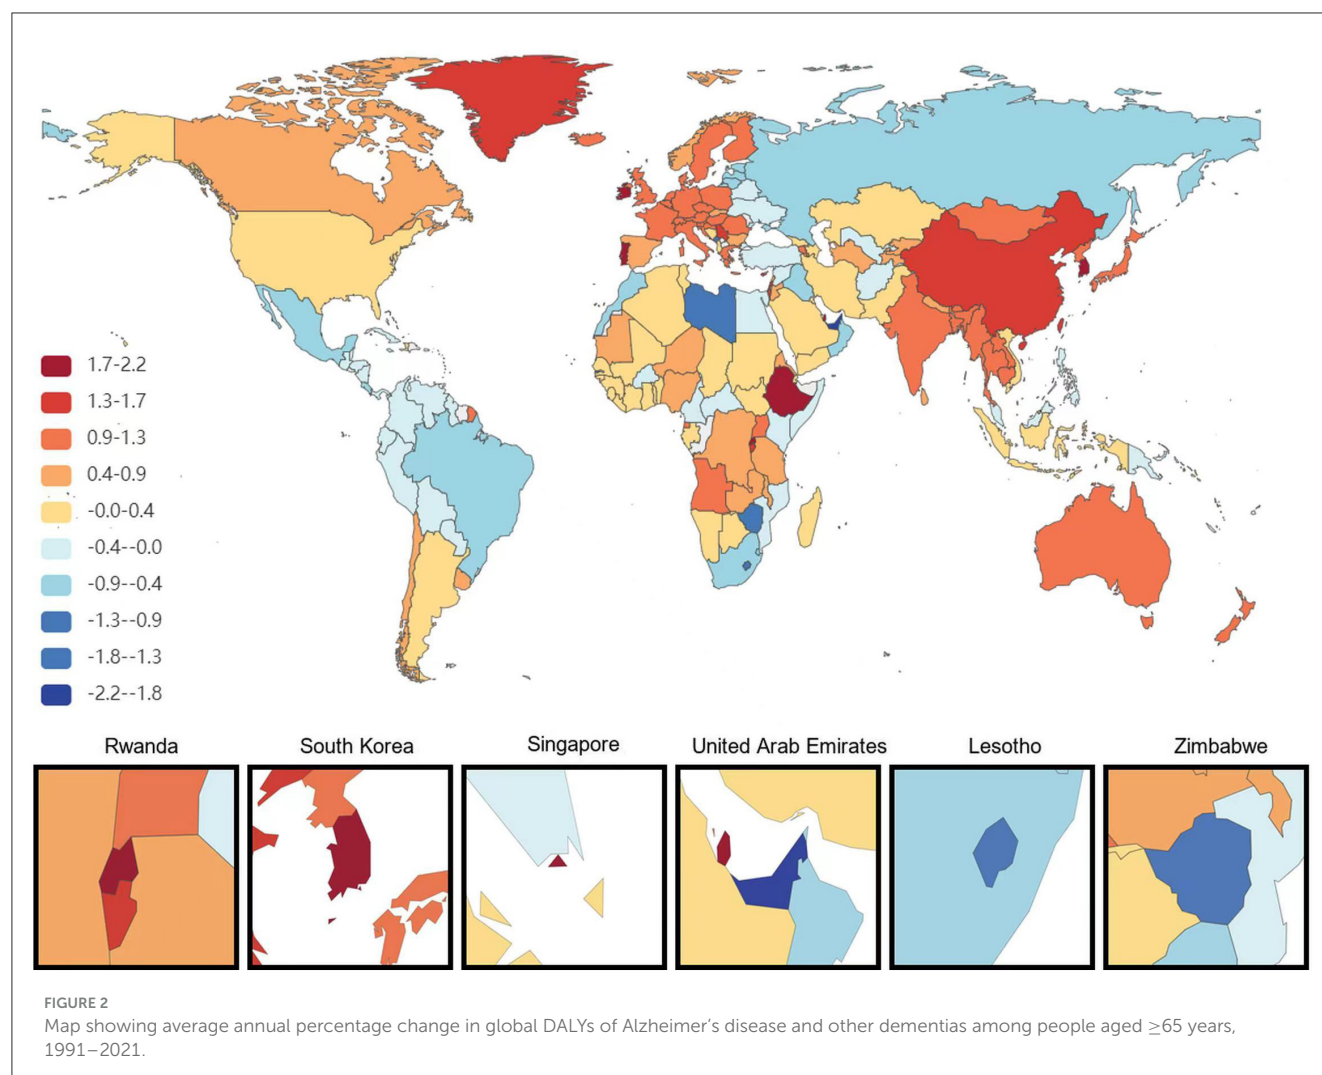 1.7-2.2
1.3-1.7
0.9-1.3
0.4-0.9
-0.0-0.4
-0.4--0.0
-0.9--0.4
-1.3--0.9
-1.8--1.3
-2.2--1.8
Rwanda
South Korea
Singapore
United Arab Emirates
Lesotho
Zimbabwe
FIGURE 2
Map showing average annual percentage change in global DALYs of Alzheimer’s disease and other dementias among people aged ≥65 years,
1991–2021.